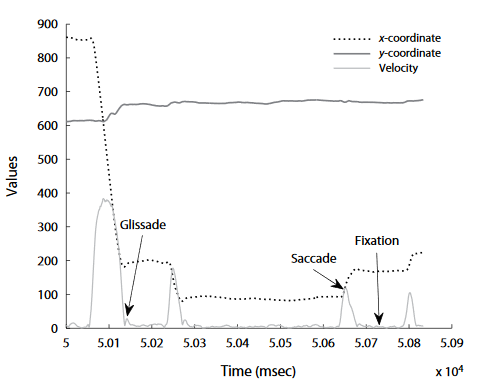 900
800
700
600
500
400
300
200
100
0
Values
x-coordinate
y-coordinate
Velocity
Glissade
Saccade
Fixation
5 5.01 5.02 5.03 5.04 5.05 5.06 5.07 5.08 5.09
Time (msec) x 10⁴